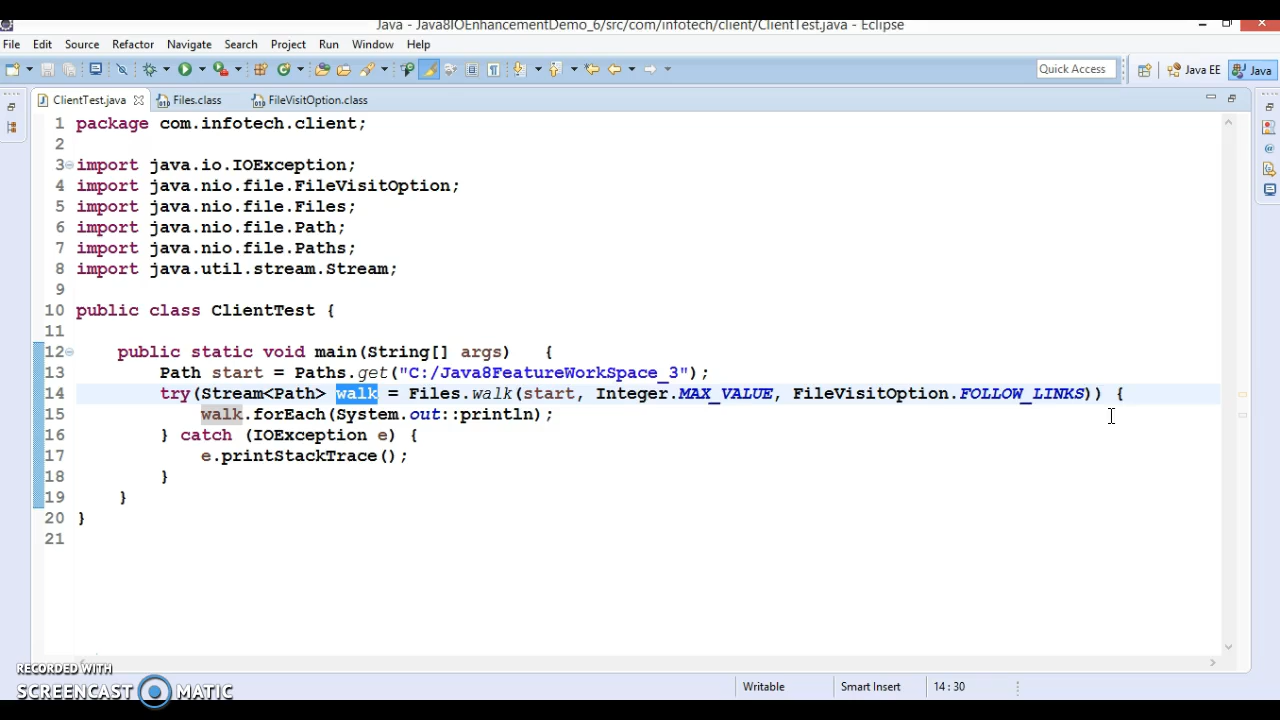 Java - Java8IOEnhancementDemo_6/src/com/infotech/client/ClientTest.java - Eclipse
File Edit Source Refactor Navigate Search Project Run Window Help
Quick Access Java EE Java
ClientTest.java Files.class FileVisitOption.class
1 package com.infotech.client;
2
3 import java.io.IOException;
4 import java.nio.file.FileVisitOption;
5 import java.nio.file.Files;
6 import java.nio.file.Path;
7 import java.nio.file.Paths;
8 import java.util.stream.Stream;
9
10 public class ClientTest {
11
12 public static void main(String[] args) {
13 Path start = Paths.get("C:/Java8FeatureWorkSpace_3");
14 try(Stream<Path> walk = Files.walk(start, Integer.MAX_VALUE, FileVisitOption.FOLLOW_LINKS)) {
15 walk.forEach(System.out::println);
16 } catch (IOException e) {
17 e.printStackTrace();
18 }
19 }
20 }
21
RECORDED WITH
SCREENCAST MATIC
Writable Smart Insert 14:30